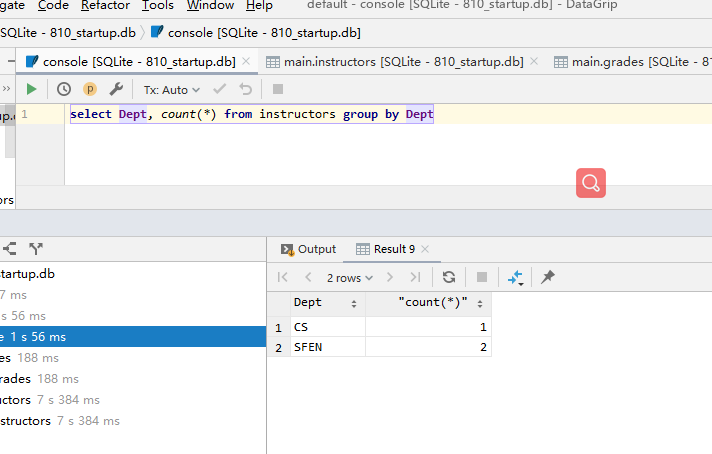 gate Code Refactor Tools Window Help default - console [SQLite - 810_startup.db] - DataGrip
SQLite - 810_startup.db] console [SQLite - 810_startup.db]
console [SQLite - 810_startup.db] main.instructors [SQLite - 810_startup.db] main.grades [SQLite - 810_startup
Tx: Auto
1 select Dept, count(*) from instructors group by Dept
ors
Output Result 9
2 rows
startup.db
7 ms
s 56 ms
e 1 s 56 ms
es 188 ms
rades 188 ms
uctors 7 s 384 ms
structors 7 s 384 ms
Dept "count(*)"
1 CS 1
2 SFEN 2